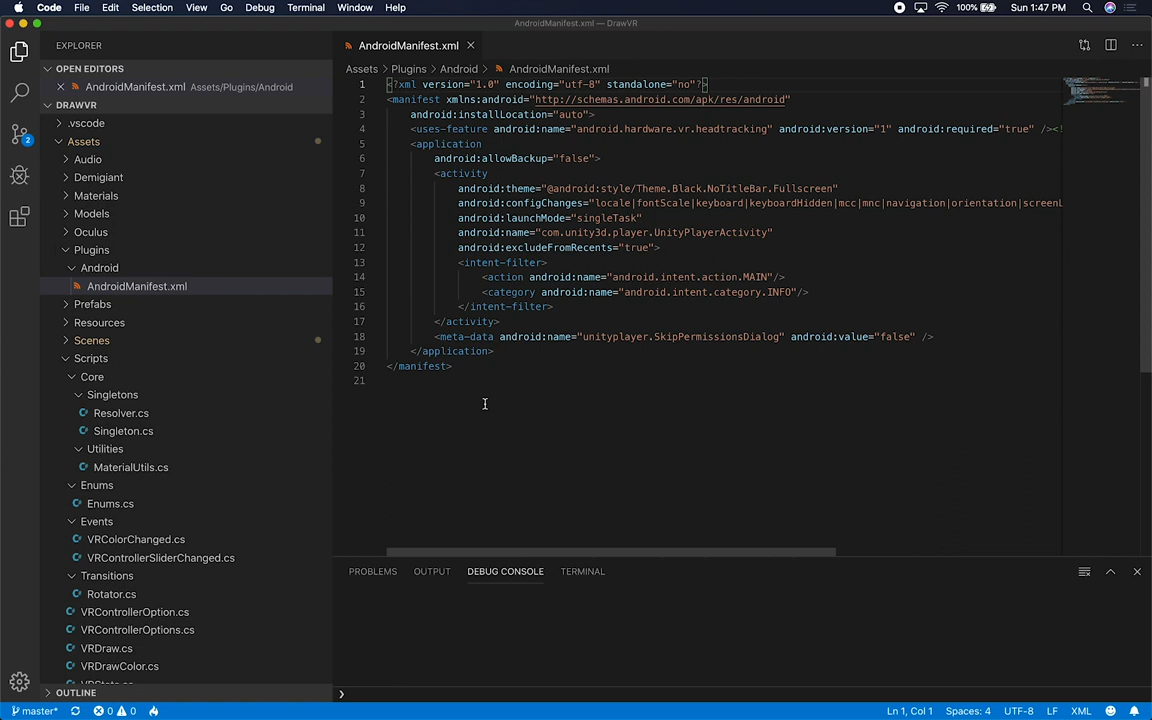 Code File Edit Selection View Go Debug Terminal Window Help 100% Sun 1:47 PM
AndroidManifest.xml — DrawVR
EXPLORER
OPEN EDITORS
AndroidManifest.xml Assets/Plugins/Android
DRAWVR
.vscode
Assets
Audio
Demigiant
Materials
Models
Oculus
Plugins
Android
AndroidManifest.xml
Prefabs
Resources
Scenes
Scripts
Core
Singletons
Resolver.cs
Singleton.cs
Utilities
MaterialUtils.cs
Enums
Enums.cs
Events
VRColorChanged.cs
VRControllerSliderChanged.cs
Transitions
Rotator.cs
VRControllerOption.cs
VRControllerOptions.cs
VRDraw.cs
VRDrawColor.cs
OUTLINE
2
AndroidManifest.xml
Assets > Plugins > Android > AndroidManifest.xml
1 <?xml version="1.0" encoding="utf-8" standalone="no"?>
2 <manifest xmlns:android="http://schemas.android.com/apk/res/android"
3 android:installLocation="auto">
4 <uses-feature android:name="android.hardware.vr.headtracking" android:version="1" android:required="true" /><!
5 <application
6 android:allowBackup="false">
7 <activity
8 android:theme="@android:style/Theme.Black.NoTitleBar.Fullscreen"
9 android:configChanges="locale|fontScale|keyboard|keyboardHidden|mcc|mnc|navigation|orientation|screenL
10 android:launchMode="singleTask"
11 android:name="com.unity3d.player.UnityPlayerActivity"
12 android:excludeFromRecents="true">
13 <intent-filter>
14 <action android:name="android.intent.action.MAIN"/>
15 <category android:name="android.intent.category.INFO"/>
16 </intent-filter>
17 </activity>
18 <meta-data android:name="unityplayer.SkipPermissionsDialog" android:value="false" />
19 </application>
20 </manifest>
21
PROBLEMS OUTPUT DEBUG CONSOLE TERMINAL
master* 0 0 Ln 1, Col 1 Spaces: 4 UTF-8 LF XML